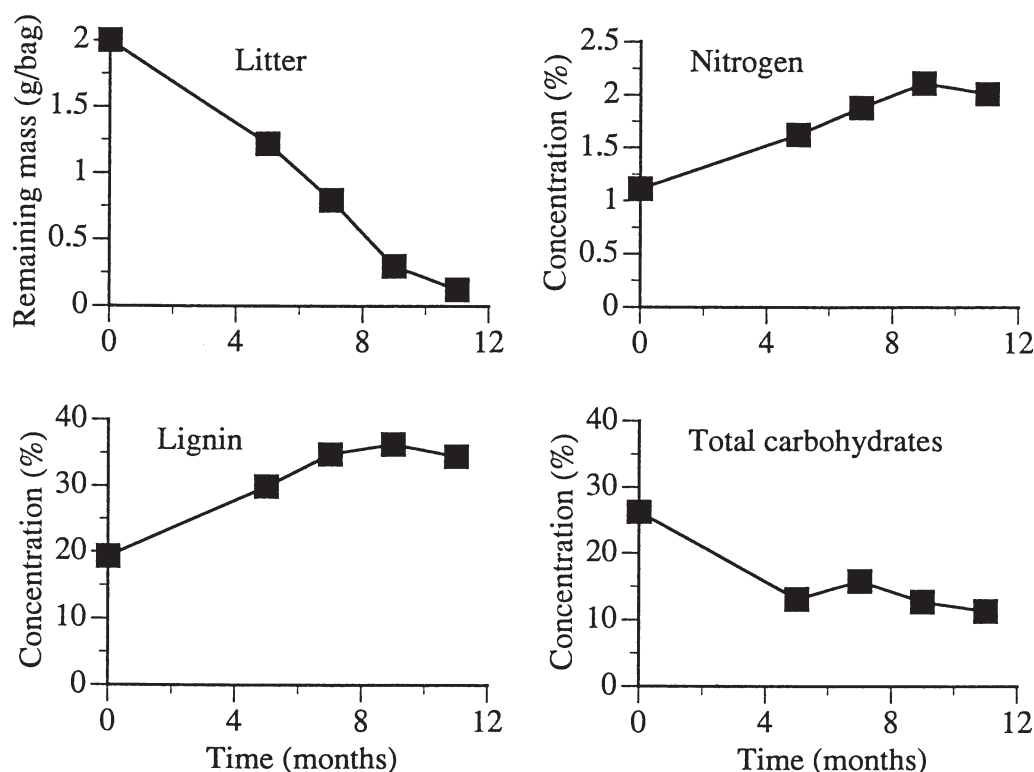 Litter
Remaining mass (g/bag)
2
1.5
1
0.5
0
0 4 8 12
Nitrogen
Concentration (%)
2.5
2
1.5
1
0.5
0
0 4 8 12
Lignin
Concentration (%)
40
30
20
10
0
0 4 8 12
Time (months)
Total carbohydrates
Concentration (%)
40
30
20
10
0
0 4 8 12
Time (months)